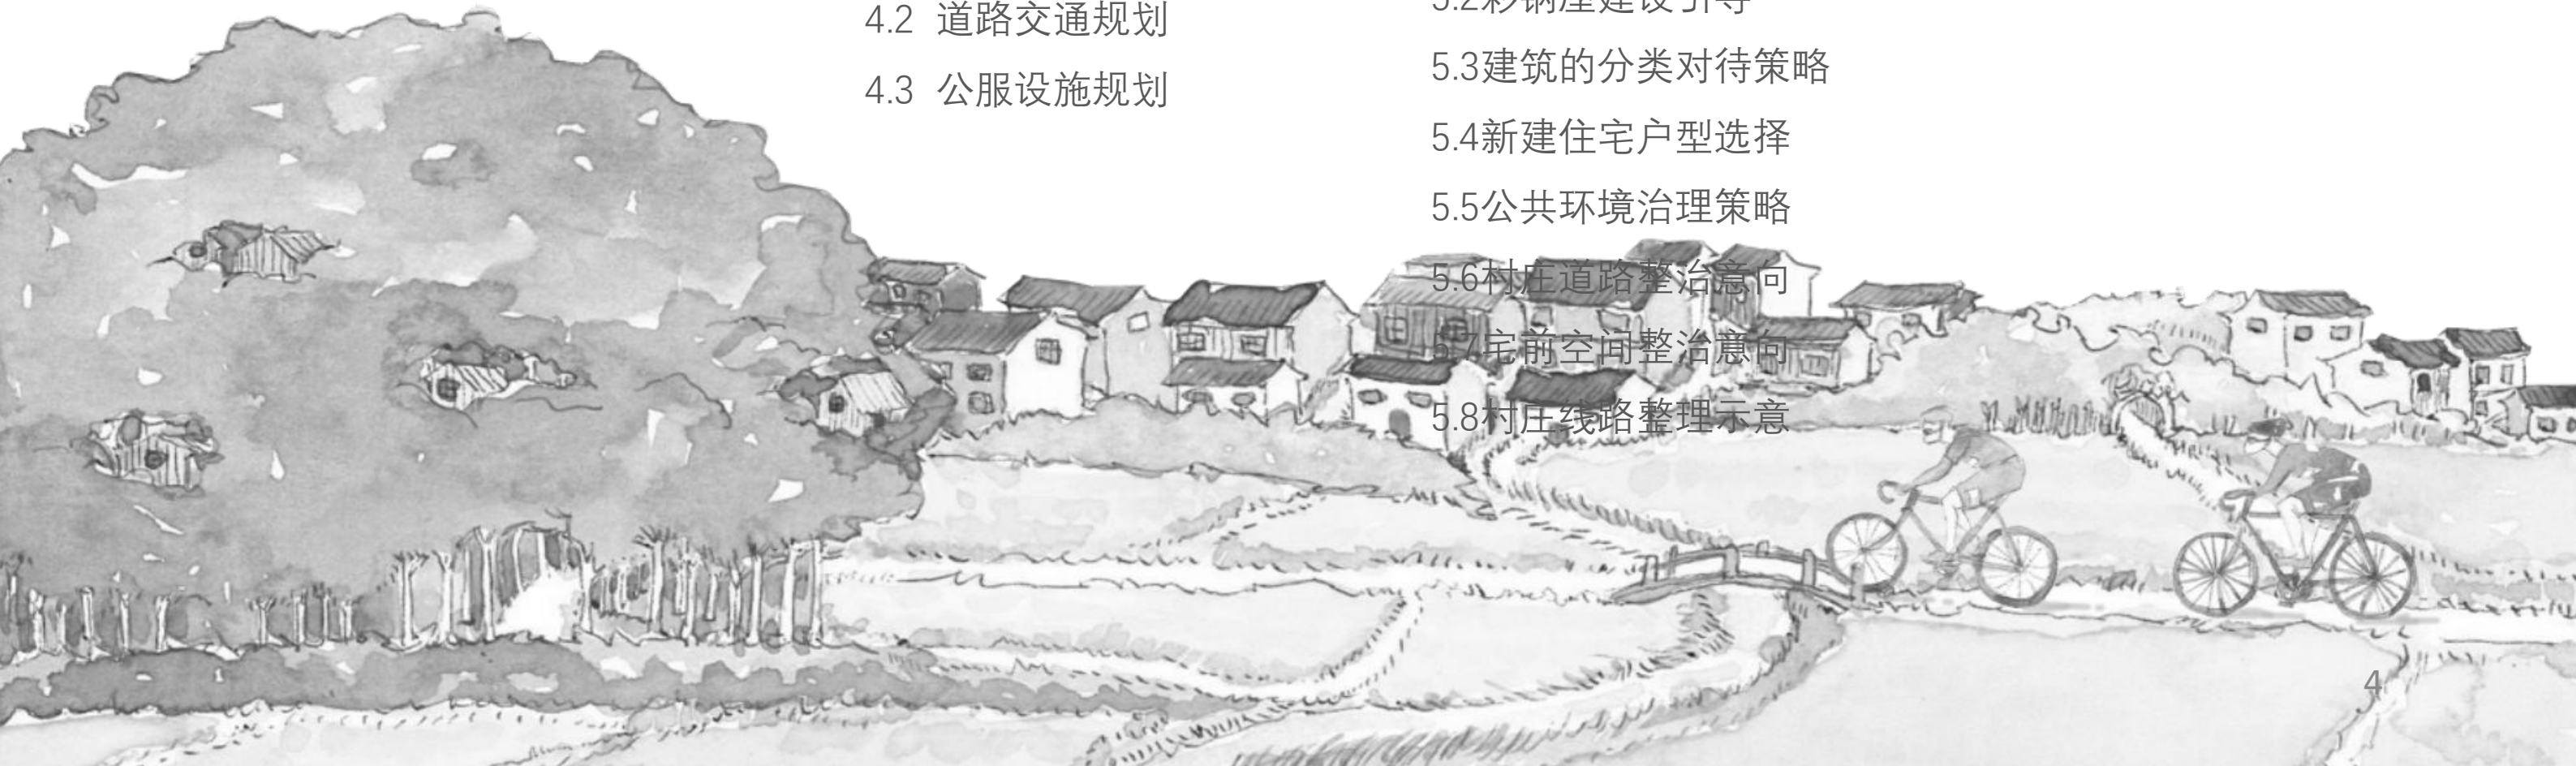 4.2 道路交通规划
4.3 公服设施规划
5.3建筑的分类对待策略
5.4新建住宅户型选择
5.5公共环境治理策略
5.6村庄道路整治意向
5.7宅前空间整治意向
5.8村庄线路整理示意
4